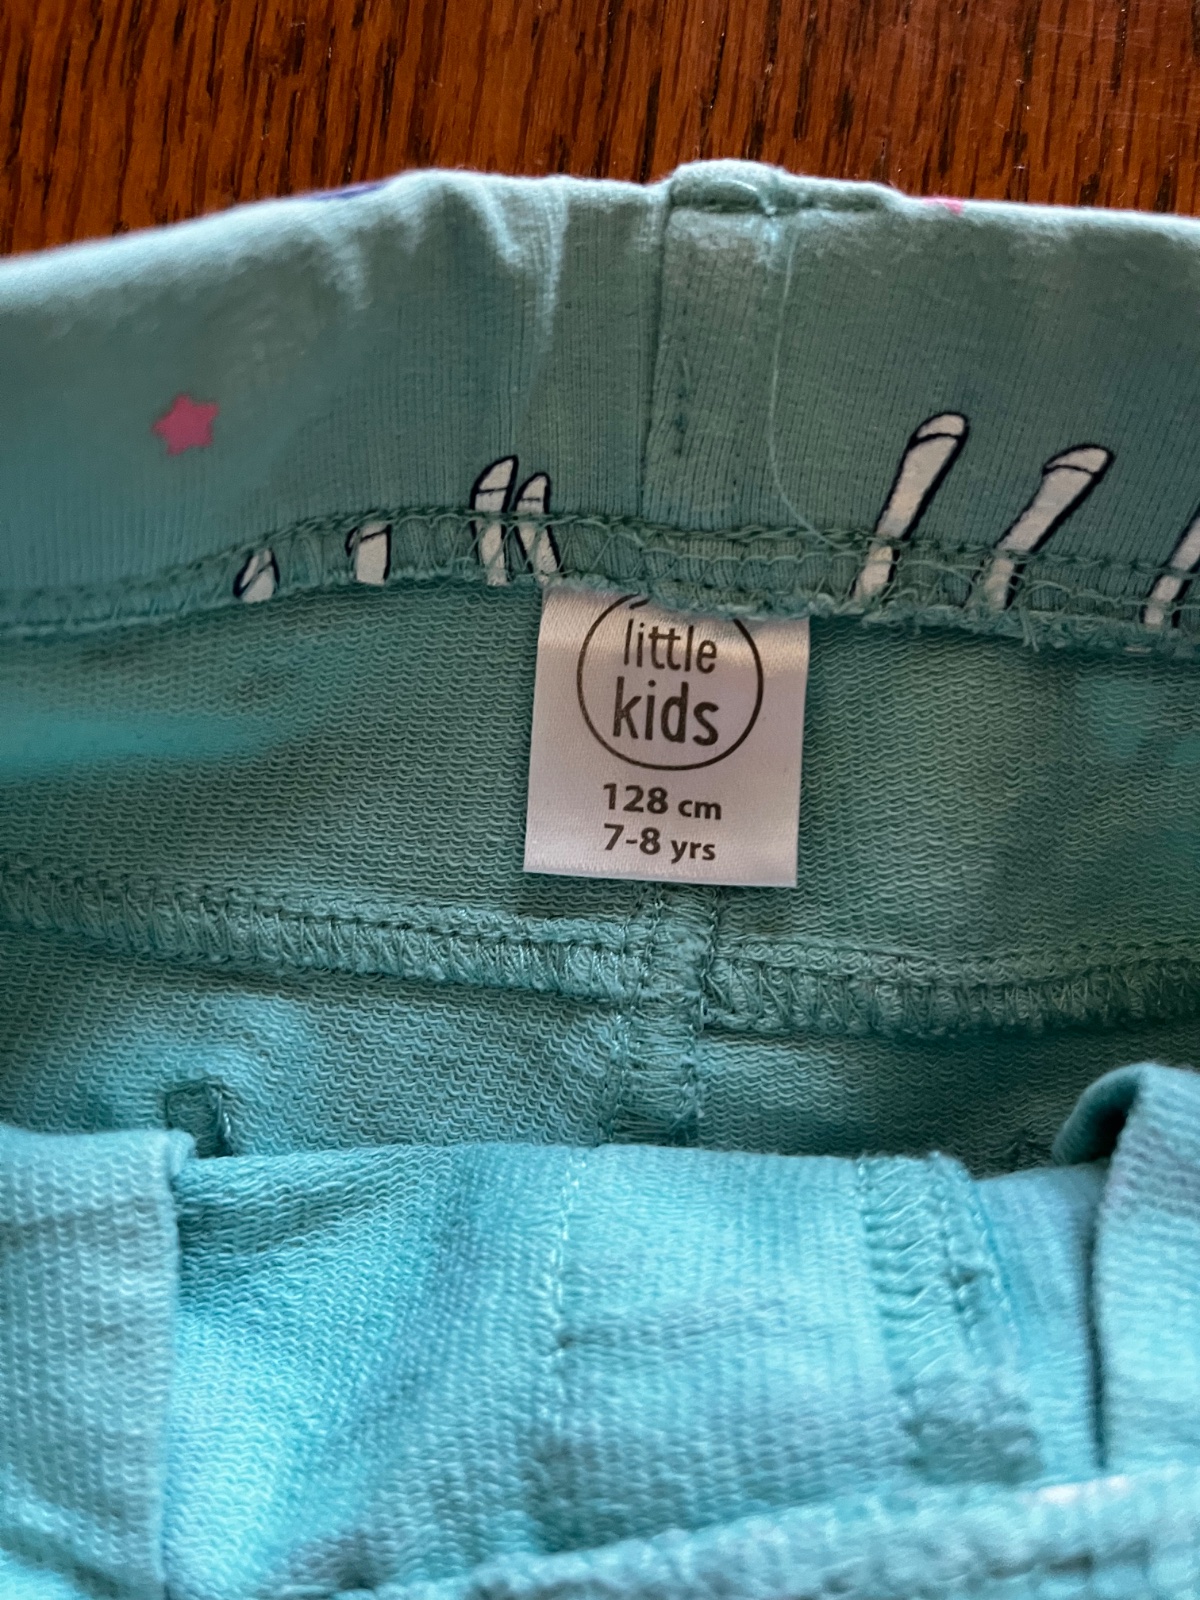 little
kids
128 cm
7-8 yrs